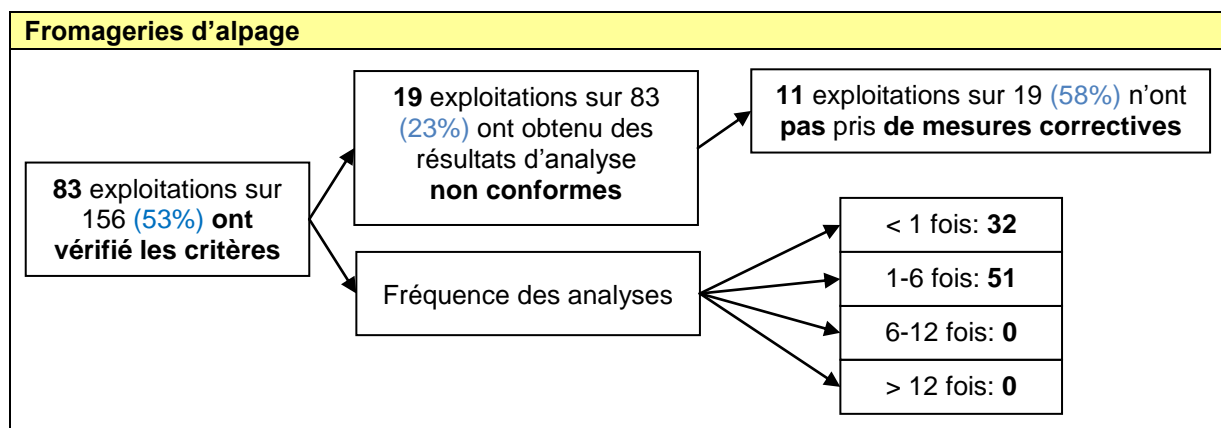 Fromageries d’alpage
83 exploitations sur
156 (53%) ont
vérifié les critères
19 exploitations sur 83
(23%) ont obtenu des
résultats d’analyse
non conformes
11 exploitations sur 19 (58%) n’ont
pas pris de mesures correctives
Fréquence des analyses
< 1 fois: 32
1-6 fois: 51
6-12 fois: 0
> 12 fois: 0